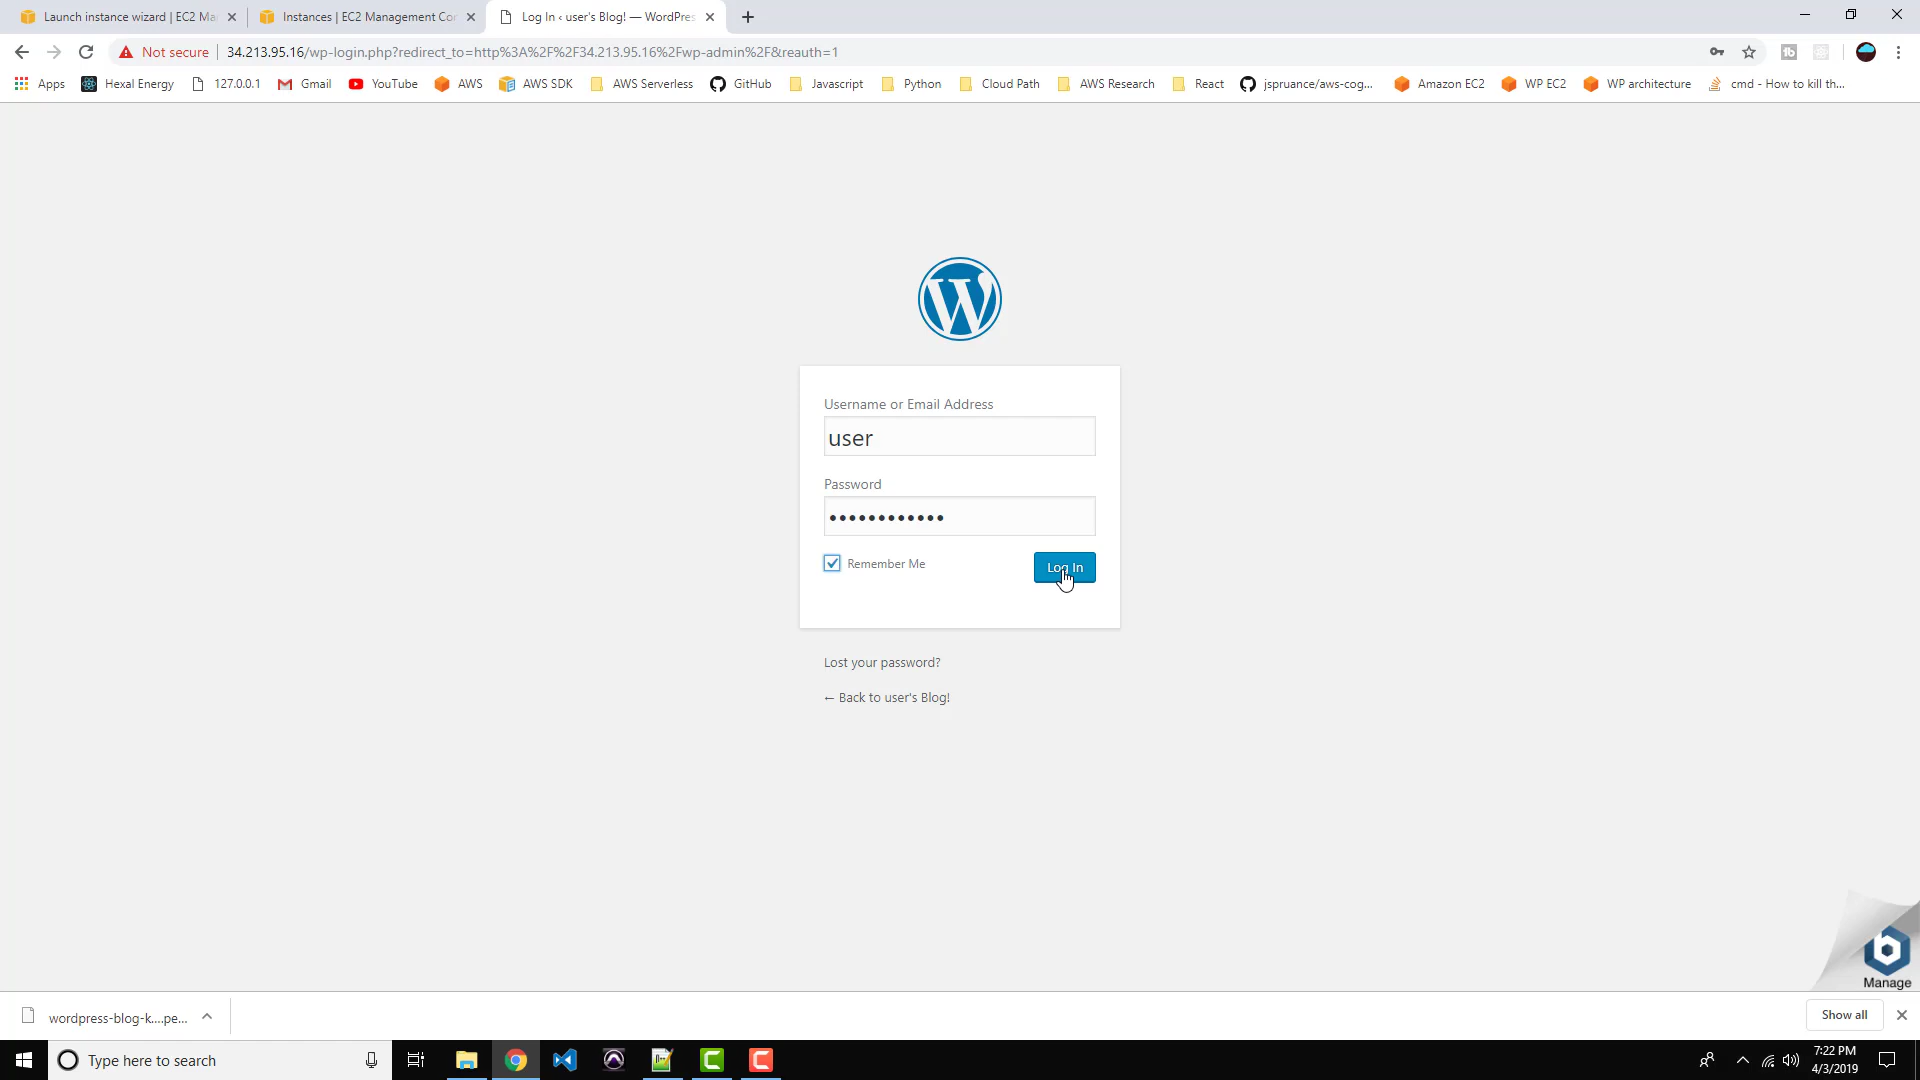 Launch instance wizard | EC2 Ma
Instances | EC2 Management Cor
Log In ‹ user's Blog! — WordPres
Not secure
34.213.95.16/wp-login.php?redirect_to=http%3A%2F%2F34.213.95.16%2Fwp-admin%2F&reauth=1
Apps
Hexal Energy
127.0.0.1
Gmail
YouTube
AWS
AWS SDK
AWS Serverless
GitHub
Javascript
Python
Cloud Path
AWS Research
React
jspruance/aws-cog...
Amazon EC2
WP EC2
WP architecture
cmd - How to kill th...
Username or Email Address
user
Password
••••••••••••
Remember Me
Log In
Lost your password?
← Back to user's Blog!
Manage
wordpress-blog-k....pe...
Show all
Type here to search
7:22 PM
4/3/2019